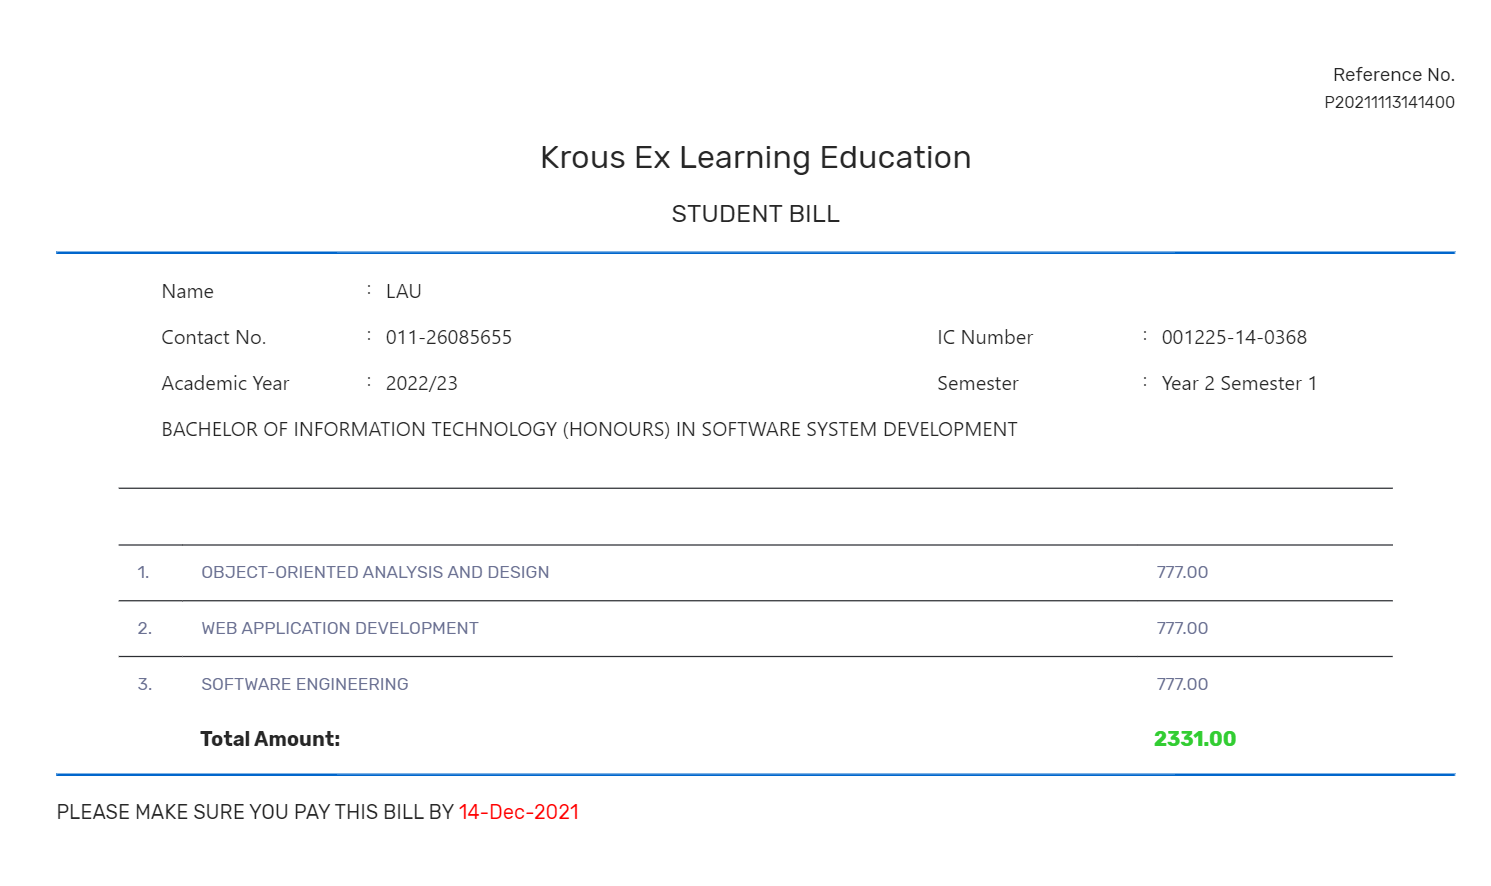 Reference No.
P20211113141400
Krous Ex Learning Education
STUDENT BILL
Name : LAU
Contact No. : 011-26085655 IC Number : 001225-14-0368
Academic Year : 2022/23 Semester : Year 2 Semester 1
BACHELOR OF INFORMATION TECHNOLOGY (HONOURS) IN SOFTWARE SYSTEM DEVELOPMENT
1. OBJECT-ORIENTED ANALYSIS AND DESIGN 777.00
2. WEB APPLICATION DEVELOPMENT 777.00
3. SOFTWARE ENGINEERING 777.00
Total Amount: 2331.00
PLEASE MAKE SURE YOU PAY THIS BILL BY 14-Dec-2021